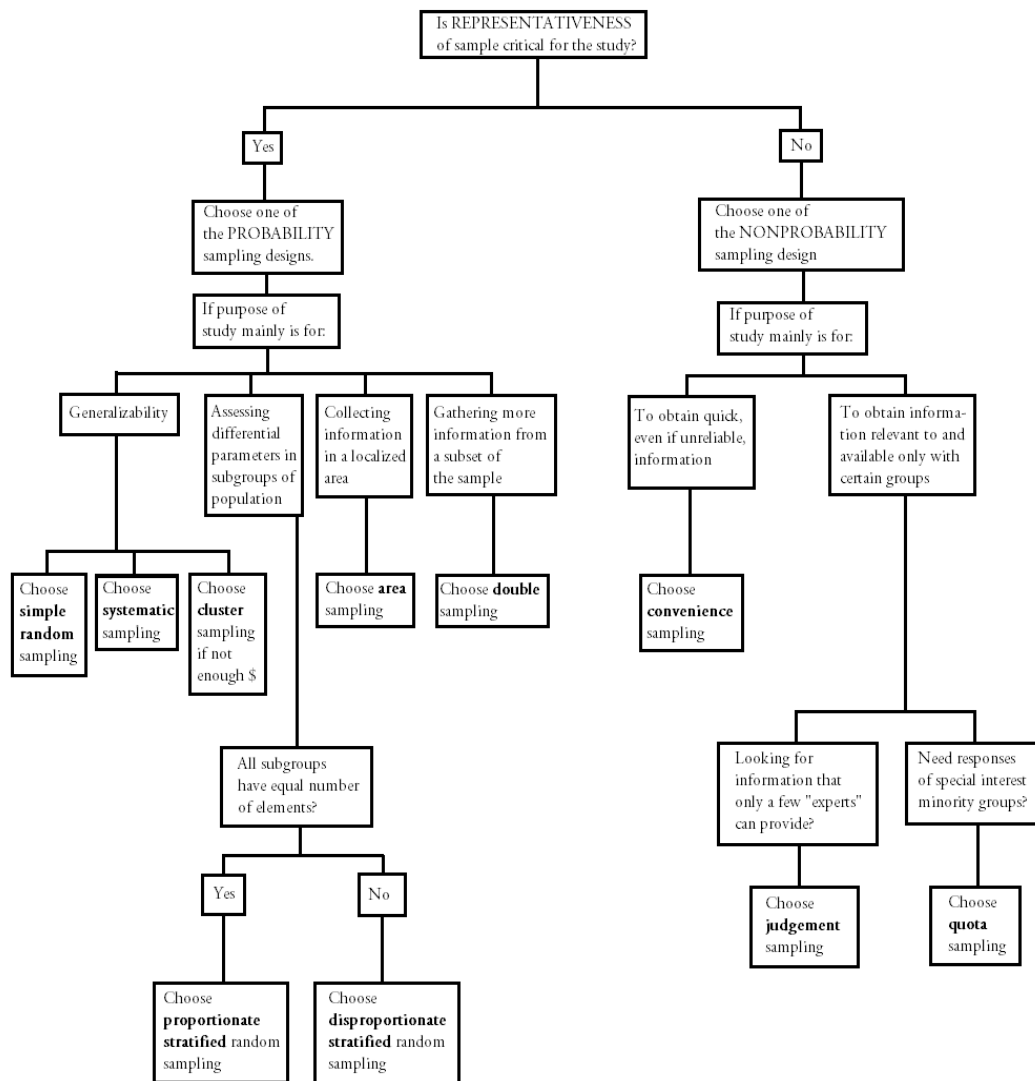 Is REPRESENTATIVENESS
of sample critical for the study?
Yes
No
Choose one of
the PROBABILITY
sampling designs.
Choose one of
the NONPROBABILITY
sampling design
If purpose of
study mainly is for:
If purpose of
study mainly is for:
Generalizability
Assessing
differential
parameters in
subgroups of
population
Collecting
information
in a localized
area
Gathering more
information from
a subset of
the sample
To obtain quick,
even if unreliable,
information
To obtain informa-
tion relevant to and
available only with
certain groups
Choose
simple
random
sampling
Choose
systematic
sampling
Choose
cluster
sampling
if not
enough $
Choose area
sampling
Choose double
sampling
Choose
convenience
sampling
All subgroups
have equal number
of elements?
Looking for
information that
only a few "experts"
can provide?
Need responses
of special interest
minority groups?
Yes
No
Choose
judgement
sampling
Choose
quota
sampling
Choose
proportionate
stratified random
sampling
Choose
disproportionate
stratified random
sampling